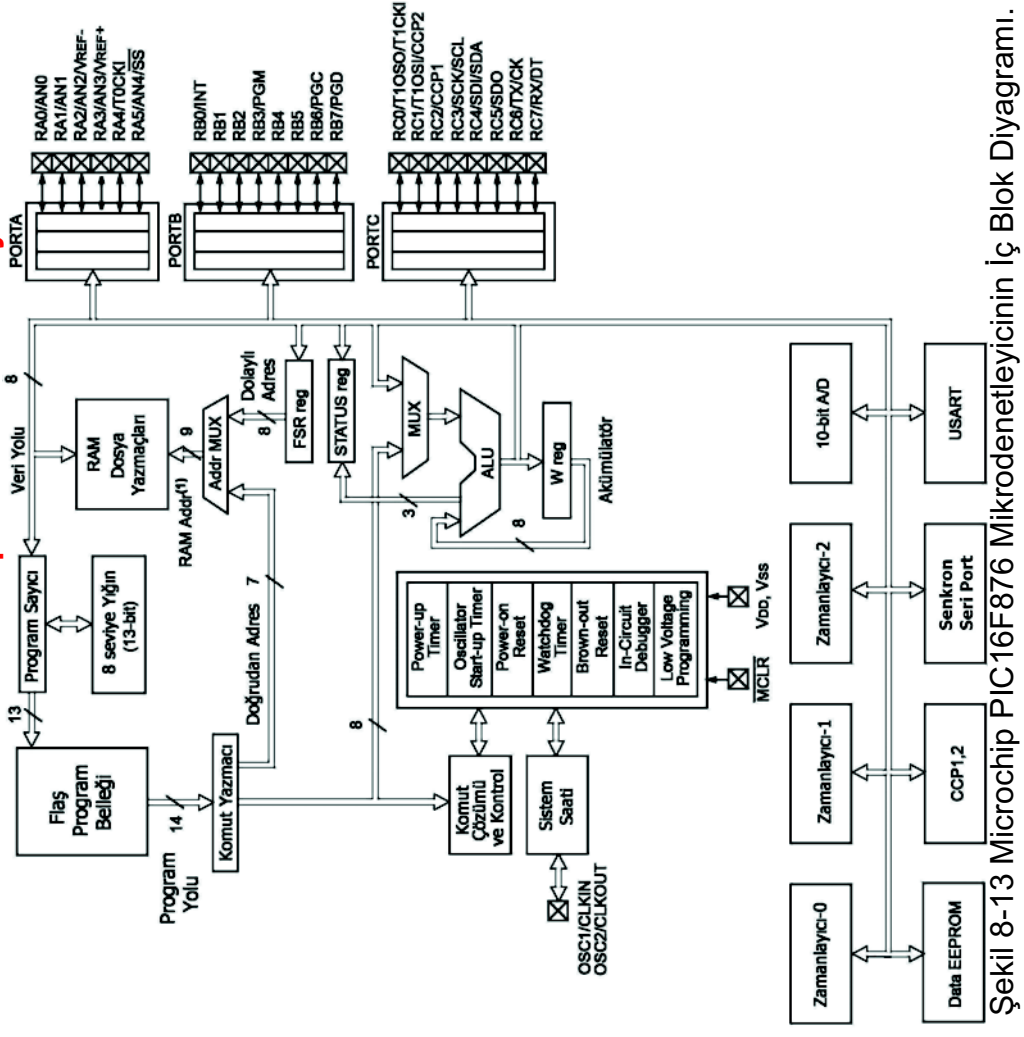 Flaş
Program
Belleği
13
Program Sayıcı
8 seviye Yığın
(13-bit)
Veri Yolu
8
RAM
Dosya
Yazmaçları
RAM Addr(1)
9
Addr MUX
Program
Yolu
14
Komut Yazmacı
Doğrudan Adres
7
8
Dolaylı
Adres
FSR reg
STATUS reg
8
3
MUX
ALU
8
W reg
Akümülatör
Komut
Çözümü
ve Kontrol
Sistem
Saati
OSC1/CLKIN
OSC2/CLKOUT
Power-up
Timer
Oscillator
Start-up Timer
Power-on
Reset
Watchdog
Timer
Brown-out
Reset
In-Circuit
Debugger
Low Voltage
Programming
MCLR
VDD, Vss
PORTA
RA0/AN0
RA1/AN1
RA2/AN2/VREF-
RA3/AN3/VREF+
RA4/T0CKI
RA5/AN4/SS
PORTB
RB0/INT
RB1
RB2
RB3/PGM
RB4
RB5
RB6/PGC
RB7/PGD
PORTC
RC0/T1OSO/T1CKI
RC1/T1OSI/CCP2
RC2/CCP1
RC3/SCK/SCL
RC4/SDI/SDA
RC5/SDO
RC6/TX/CK
RC7/RX/DT
Zamanlayıcı-0
Zamanlayıcı-1
Zamanlayıcı-2
10-bit A/D
Data EEPROM
CCP1,2
Senkron
Seri Port
USART
Şekil 8-13 Microchip PIC16F876 Mikrodenetleyicinin İç Blok Diyagramı.